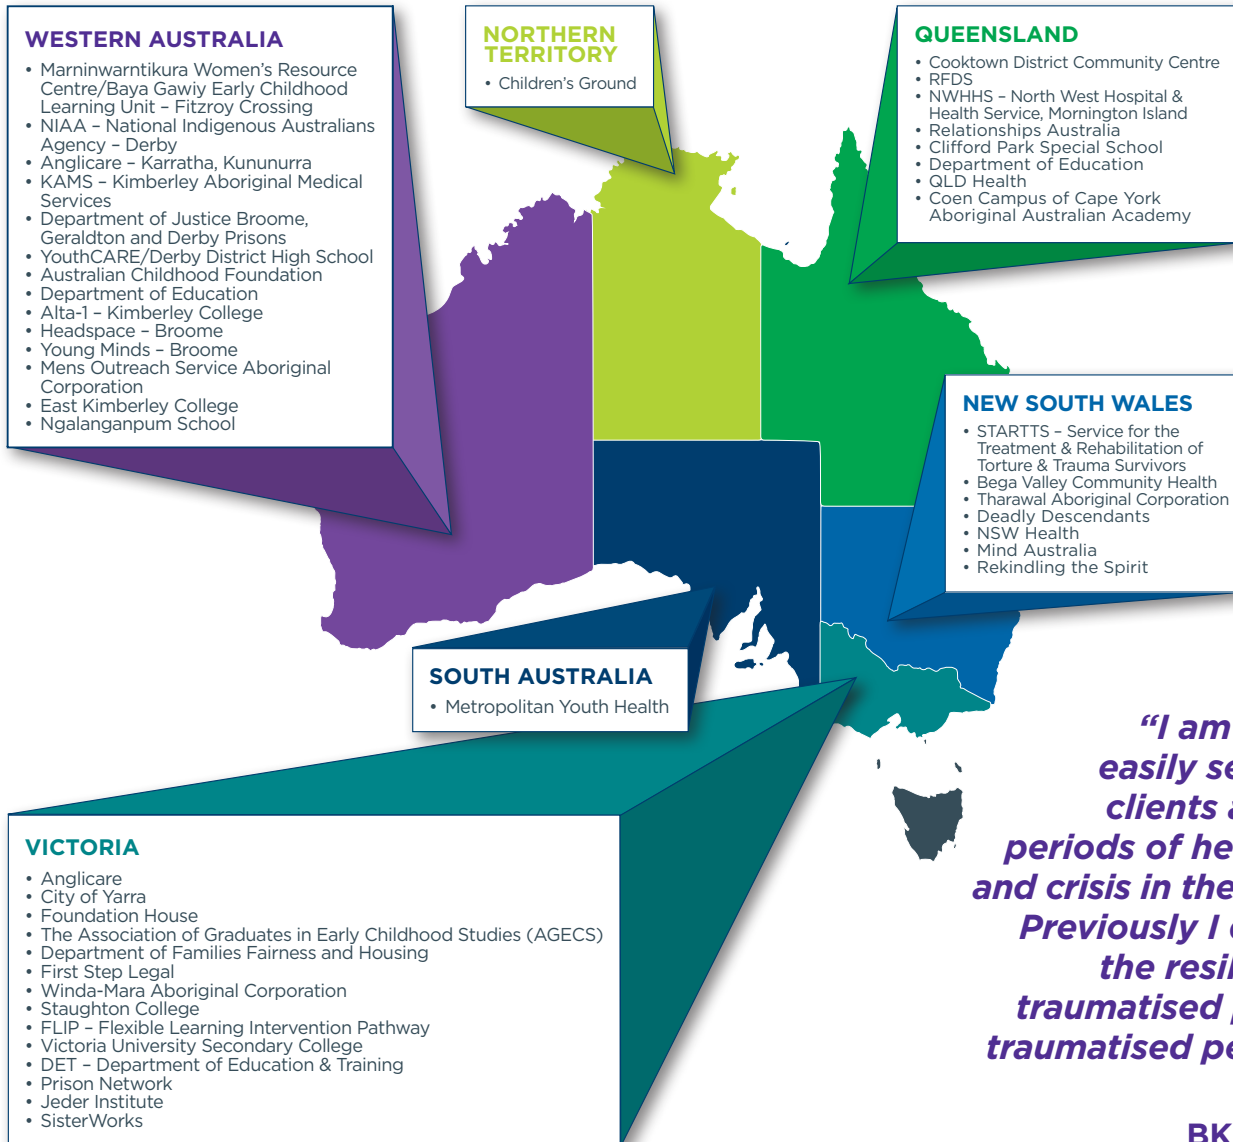 WESTERN AUSTRALIA
• Marninwarntikura Women's Resource
Centre/Baya Gawiy Early Childhood
Learning Unit – Fitzroy Crossing
• NIAA – National Indigenous Australians
Agency – Derby
• Anglicare – Karratha, Kununurra
• KAMS – Kimberley Aboriginal Medical
Services
• Department of Justice Broome,
Geraldton and Derby Prisons
• YouthCARE/Derby District High School
• Australian Childhood Foundation
• Department of Education
• Alta-1 – Kimberley College
• Headspace – Broome
• Young Minds – Broome
• Mens Outreach Service Aboriginal
Corporation
• East Kimberley College
• Ngalanganpum School
NORTHERN
TERRITORY
• Children's Ground
QUEENSLAND
• Cooktown District Community Centre
• RFDS
• NWHHS – North West Hospital &
Health Service, Mornington Island
• Relationships Australia
• Clifford Park Special School
• Department of Education
• QLD Health
• Coen Campus of Cape York
Aboriginal Australian Academy
NEW SOUTH WALES
• STARTTS – Service for the
Treatment & Rehabilitation of
Torture & Trauma Survivors
• Bega Valley Community Health
• Tharawal Aboriginal Corporation
• Deadly Descendants
• NSW Health
• Mind Australia
• Rekindling the Spirit
SOUTH AUSTRALIA
• Metropolitan Youth Health
VICTORIA
• Anglicare
• City of Yarra
• Foundation House
• The Association of Graduates in Early Childhood Studies (AGECS)
• Department of Families Fairness and Housing
• First Step Legal
• Winda-Mara Aboriginal Corporation
• Staughton College
• FLIP – Flexible Learning Intervention Pathway
• Victoria University Secondary College
• DET – Department of Education & Training
• Prison Network
• Jeder Institute
• SisterWorks
"I am
easily
clients
periods of
and crisis in the
Previously I
the
traumatised
traumatised
BK